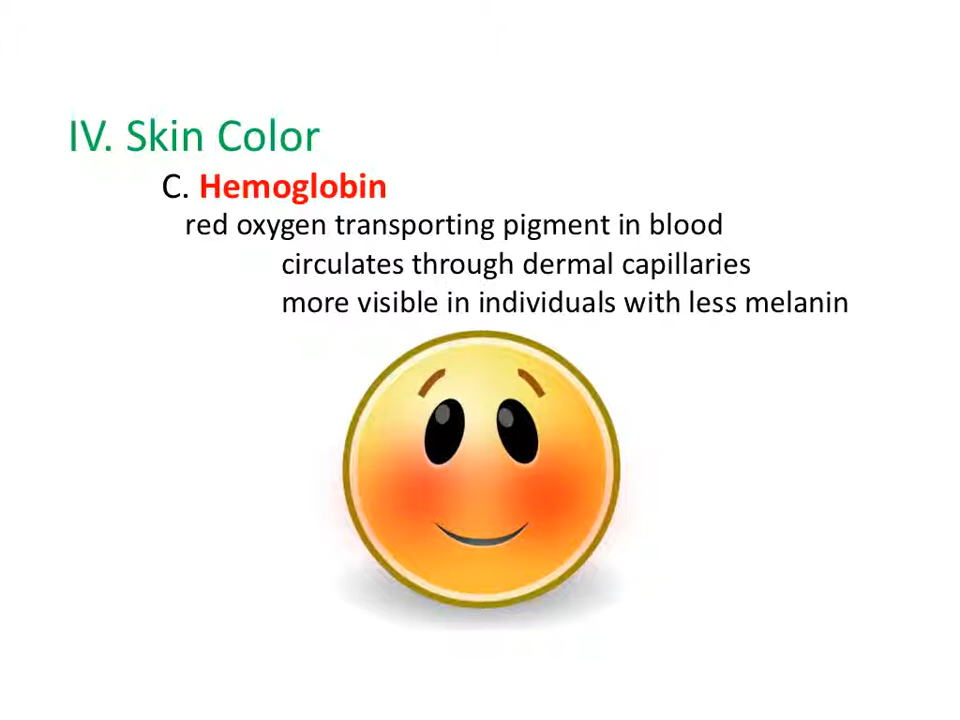 IV. Skin Color
C. Hemoglobin
red oxygen transporting pigment in blood
circulates through dermal capillaries
more visible in individuals with less melanin